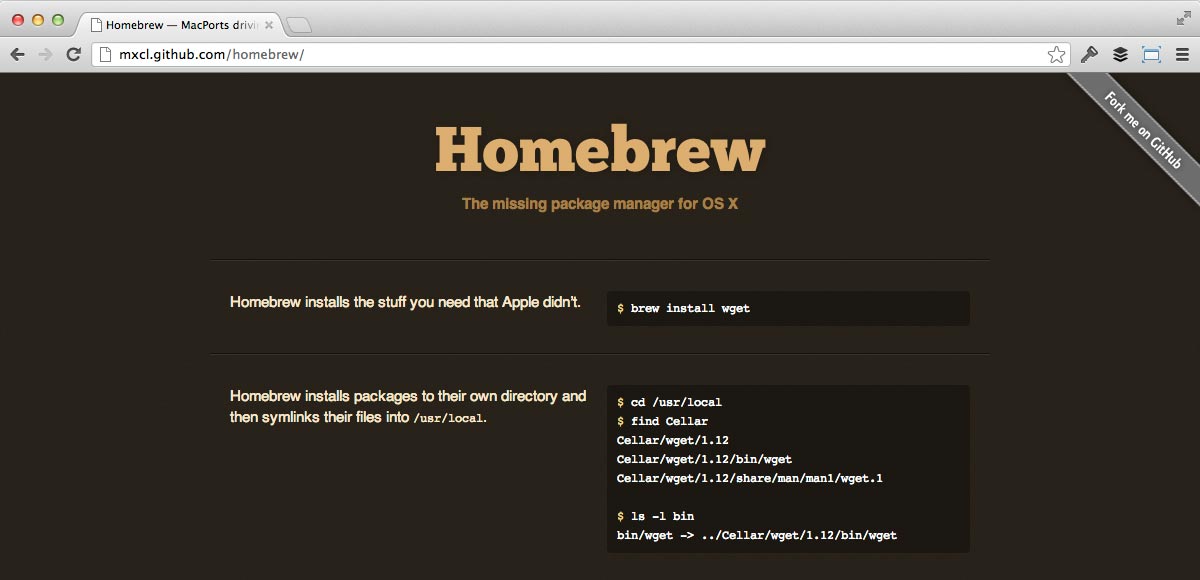 Homebrew — MacPorts drivi
mxcl.github.com/homebrew/
Fork me on GitHub
Homebrew
The missing package manager for OS X
Homebrew installs the stuff you need that Apple didn't.
$ brew install wget
Homebrew installs packages to their own directory and
then symlinks their files into /usr/local.
$ cd /usr/local
$ find Cellar
Cellar/wget/1.12
Cellar/wget/1.12/bin/wget
Cellar/wget/1.12/share/man/man1/wget.1
$ ls -l bin
bin/wget -> ../Cellar/wget/1.12/bin/wget